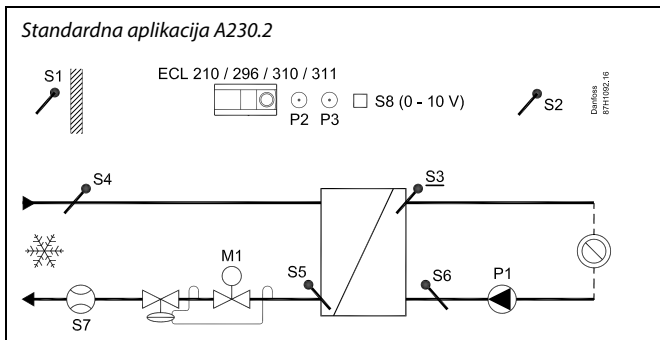 Standardna aplikacija A230.2
S1
ECL 210 / 296 / 310 / 311
P2
P3
S8 (0 - 10 V)
S2
Danfoss
87H1092.16
S4
S3
M1
S5
S6
P1
S7